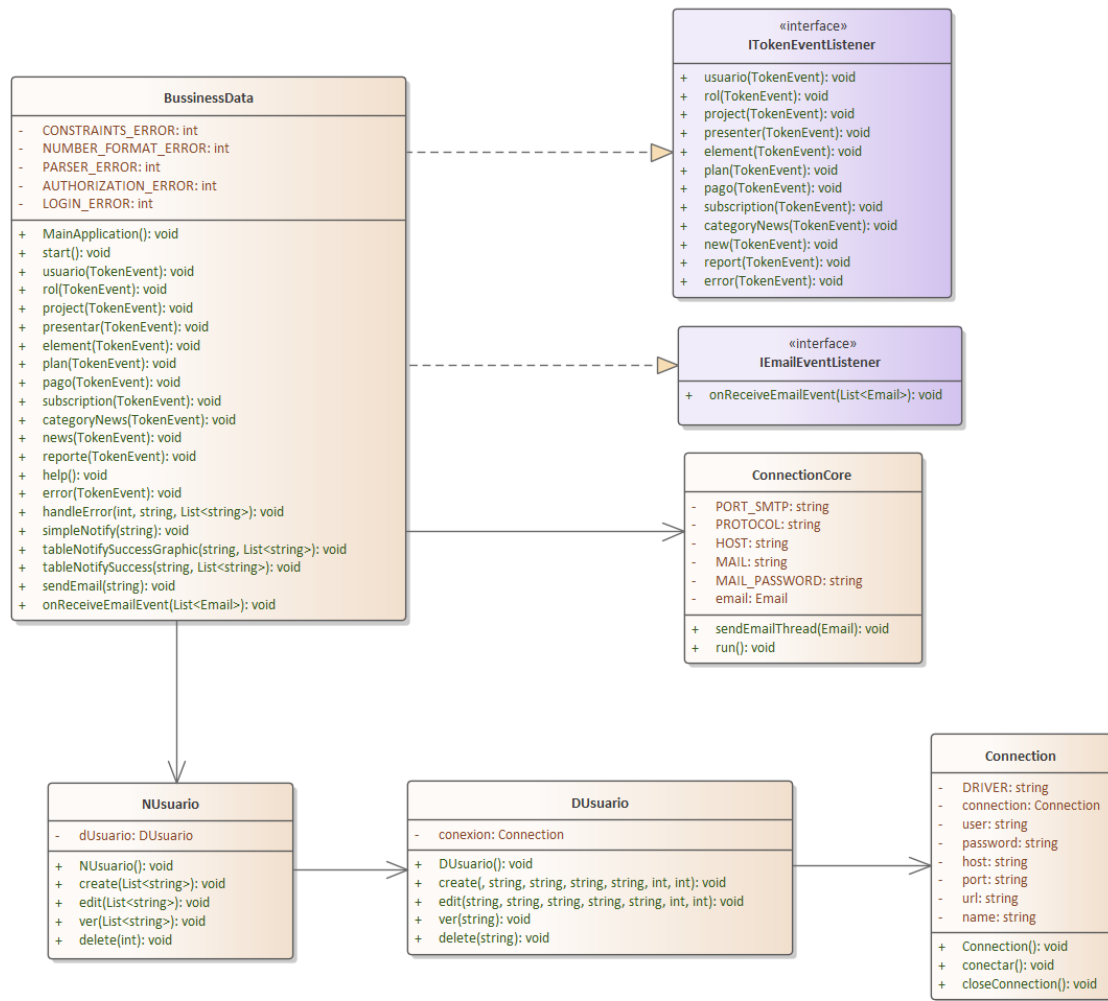 BussinessData
- CONSTRAINTS_ERROR: int
- NUMBER_FORMAT_ERROR: int
- PARSER_ERROR: int
- AUTHORIZATION_ERROR: int
- LOGIN_ERROR: int
+ MainApplication(): void
+ start(): void
+ usuario(TokenEvent): void
+ rol(TokenEvent): void
+ project(TokenEvent): void
+ presentar(TokenEvent): void
+ element(TokenEvent): void
+ plan(TokenEvent): void
+ pago(TokenEvent): void
+ subscription(TokenEvent): void
+ categoryNews(TokenEvent): void
+ news(TokenEvent): void
+ reporte(TokenEvent): void
+ help(): void
+ error(TokenEvent): void
+ handleError(int, string, List<string>): void
+ simpleNotify(string): void
+ tableNotifySuccessGraphic(string, List<string>): void
+ tableNotifySuccess(string, List<string>): void
+ sendEmail(string): void
+ onReceiveEmailEvent(List<Email>): void
«interface»
ITokenEventListener
+ usuario(TokenEvent): void
+ rol(TokenEvent): void
+ project(TokenEvent): void
+ presenter(TokenEvent): void
+ element(TokenEvent): void
+ plan(TokenEvent): void
+ pago(TokenEvent): void
+ subscription(TokenEvent): void
+ categoryNews(TokenEvent): void
+ new(TokenEvent): void
+ report(TokenEvent): void
+ error(TokenEvent): void
«interface»
IEmailEventListener
+ onReceiveEmailEvent(List<Email>): void
ConnectionCore
- PORT_SMTP: string
- PROTOCOL: string
- HOST: string
- MAIL: string
- MAIL_PASSWORD: string
- email: Email
+ sendEmailThread(Email): void
+ run(): void
NUsuario
- dUsuario: DUsuario
+ NUsuario(): void
+ create(List<string>): void
+ edit(List<string>): void
+ ver(List<string>): void
+ delete(int): void
DUsuario
- conexion: Connection
+ DUsuario(): void
+ create(, string, string, string, string, int, int): void
+ edit(string, string, string, string, string, int, int): void
+ ver(string): void
+ delete(string): void
Connection
- DRIVER: string
- connection: Connection
- user: string
- password: string
- host: string
- port: string
- url: string
- name: string
+ Connection(): void
+ conectar(): void
+ closeConnection(): void